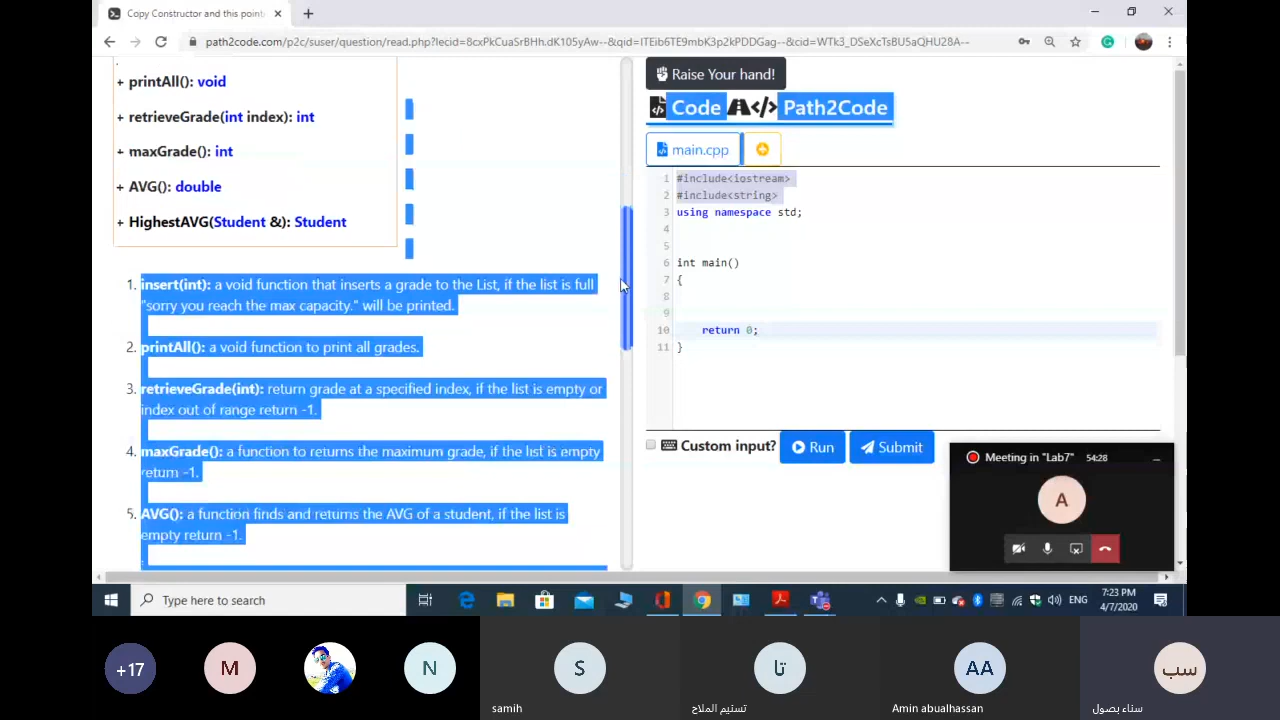 Copy Constructor and this point
path2code.com/p2c/suser/question/read.php?lecid=8cxPkCuaSrBHh.dK105yAw--&qid=ITEib6TE9mbK3p2kPDDGag--&cid=WTk3_DSeXcTsBU5aQHU28A--
+ printAll(): void
+ retrieveGrade(int index): int
+ maxGrade(): int
+ AVG(): double
+ HighestAVG(Student &): Student
1. insert(int): a void function that inserts a grade to the List, if the list is full
"sorry you reach the max capacity." will be printed.
2. printAll(): a void function to print all grades.
3. retrieveGrade(int): return grade at a specified index, if the list is empty or
index out of range return -1.
4. maxGrade(): a function to returns the maximum grade, if the list is empty
return -1.
5. AVG(): a function finds and returns the AVG of a student, if the list is
empty return -1.
Raise Your hand!
Code </> Path2Code
main.cpp
1 #include<iostream>
2 #include<string>
3 using namespace std;
4
5
6 int main()
7 {
8
9
10 return 0;
11 }
Custom input? Run Submit
Meeting in "Lab7" 54:28
A
Type here to search
ENG
7:23 PM
4/7/2020
+17
M
N
S
تا
AA
سب
samih
تسنيم الملاح
Amin abualhassan
سناء بصول